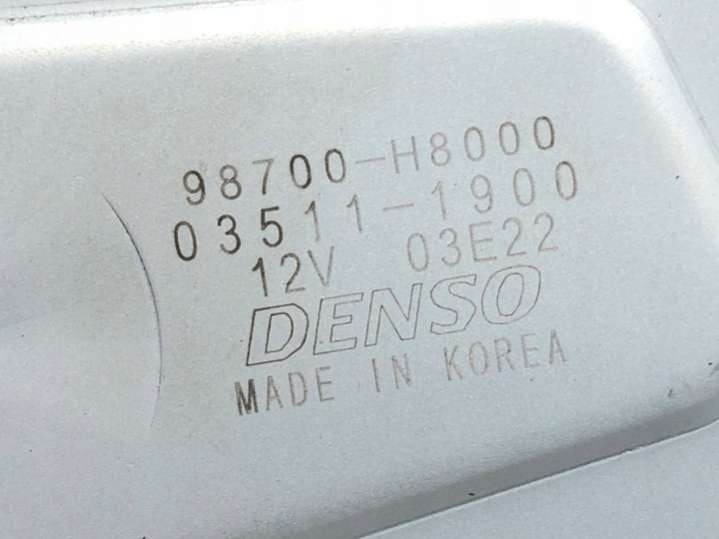 98700-H8000
03511-1900
12V 03E22
DENSO
MADE IN KOREA